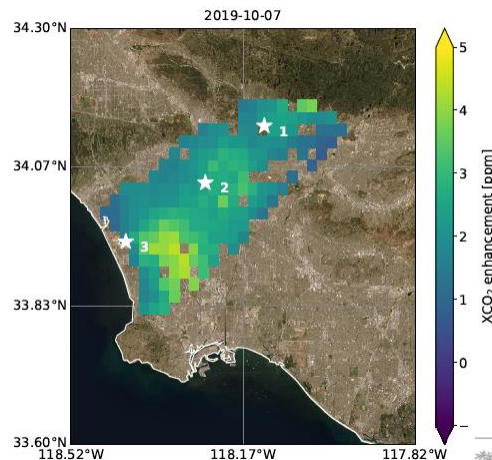 2019-10-07
34.30°N
34.07°N
33.83°N
33.60°N
118.52°W
118.17°W
117.82°W
1
2
3
5
4
3
2
1
0
−
XCO₂ enhancement [ppm]